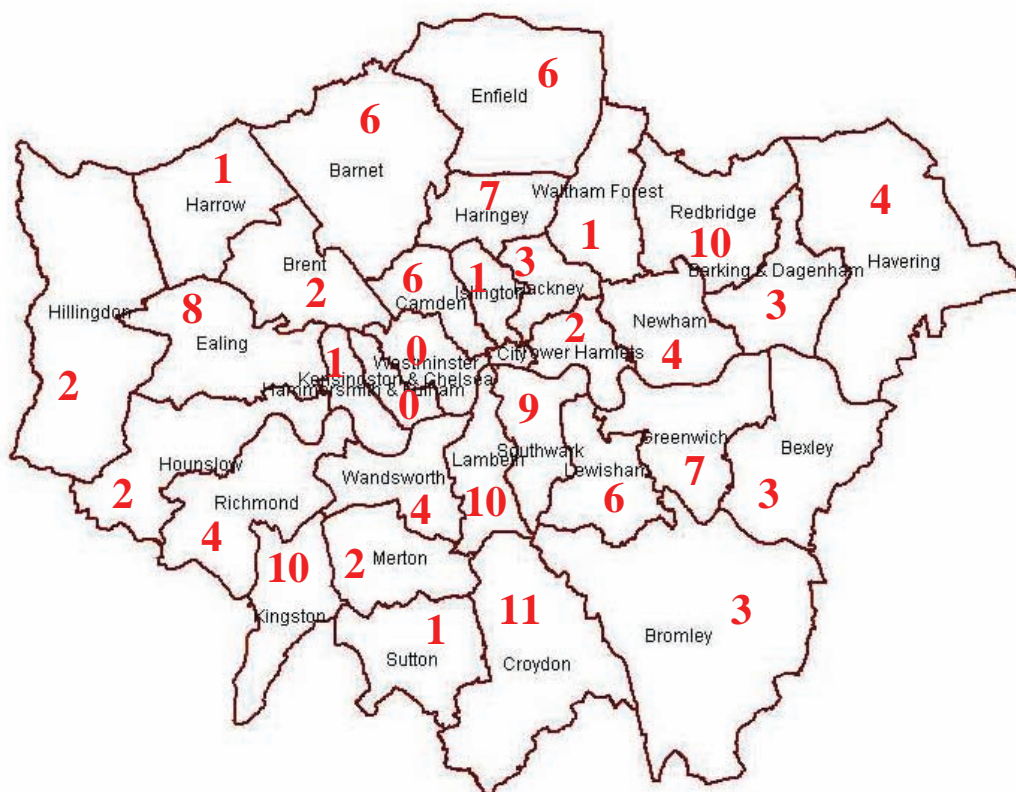 6
Enfield
6
Barnet
1
Harrow
7
Haringey
Waltham Forest
1
Redbridge
10
Barking & Dagenham
3
4
Havering
Brent
2
6
Camden
1
Islington
3
Hackney
Hillingdon
2
8
Ealing
2
City
Tower Hamlets
Newham
4
0
Westminster
1
Kensington & Chelsea
Hammersmith & Fulham
0
9
Southwark
Greenwich
7
Bexley
3
Hounslow
2
Richmond
4
Wandsworth
4
Lambeth
10
Lewisham
6
10
Kingston
2
Merton
1
Sutton
11
Croydon
3
Bromley